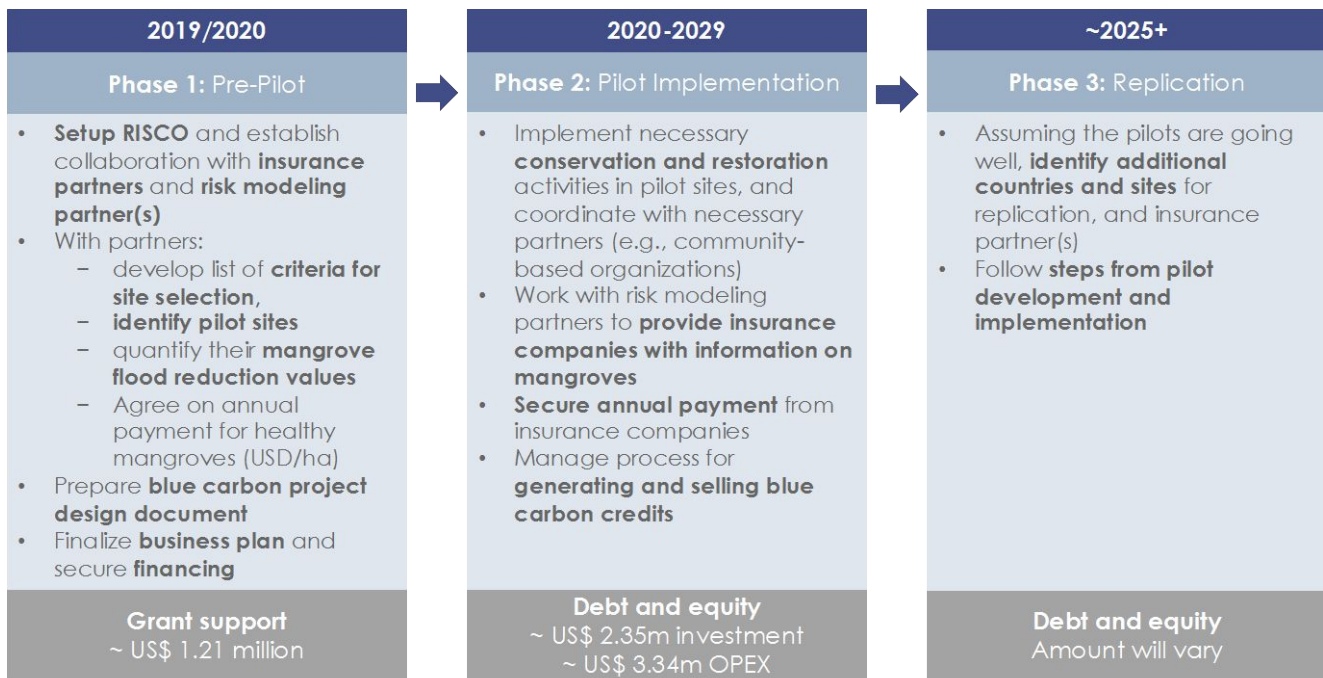 2019/2020
Phase 1: Pre-Pilot
• Setup RISCO and establish
collaboration with insurance
partners and risk modeling
partner(s)
• With partners:
− develop list of criteria for
site selection,
− identify pilot sites
− quantify their mangrove
flood reduction values
− Agree on annual
payment for healthy
mangroves (USD/ha)
• Prepare blue carbon project
design document
• Finalize business plan and
secure financing
Grant support
~ US$ 1.21 million
2020-2029
Phase 2: Pilot Implementation
• Implement necessary
conservation and restoration
activities in pilot sites, and
coordinate with necessary
partners (e.g., community-
based organizations)
• Work with risk modeling
partners to provide insurance
companies with information on
mangroves
• Secure annual payment from
insurance companies
• Manage process for
generating and selling blue
carbon credits
Debt and equity
~ US$ 2.35m investment
~ US$ 3.34m OPEX
~2025+
Phase 3: Replication
• Assuming the pilots are going
well, identify additional
countries and sites for
replication, and insurance
partner(s)
• Follow steps from pilot
development and
implementation
Debt and equity
Amount will vary